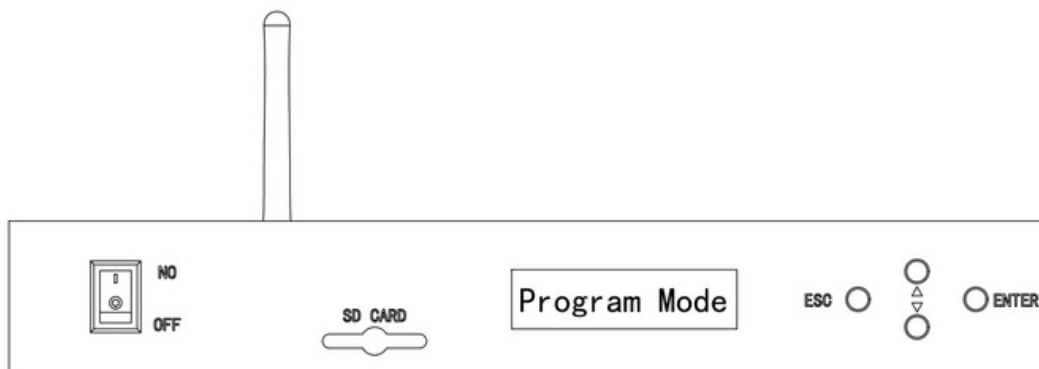 NO
OFF
SD CARD
Program Mode
ESC
ENTER